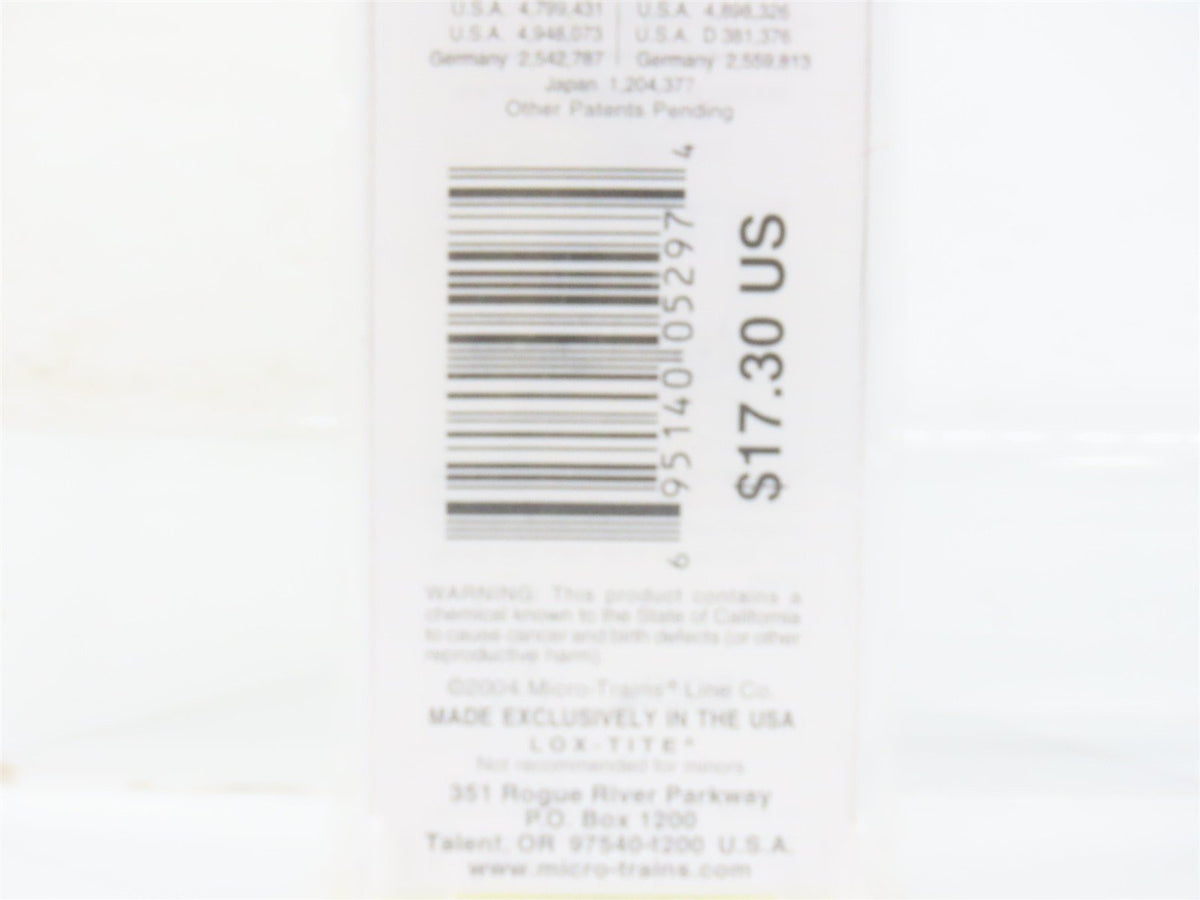 U.S.A. 4,799,431 U.S.A. 4,898,326
U.S.A. 4,948,073 U.S.A. D 381,376
Germany 2,542,787 Germany 2,559,813
Japan 1,204,377
Other Patents Pending
6 95140 05297 4
$17.30 US
WARNING: This product contains a
chemical known to the State of California
to cause cancer and birth defects (or other
reproductive harm)
©2004 Micro-Trains® Line Co.
MADE EXCLUSIVELY IN THE USA
LOX-TITE®
Not recommended for minors
351 Rogue River Parkway
P.O. Box 1200
Talent, OR 97540-1200 U.S.A.
www.micro-trains.com